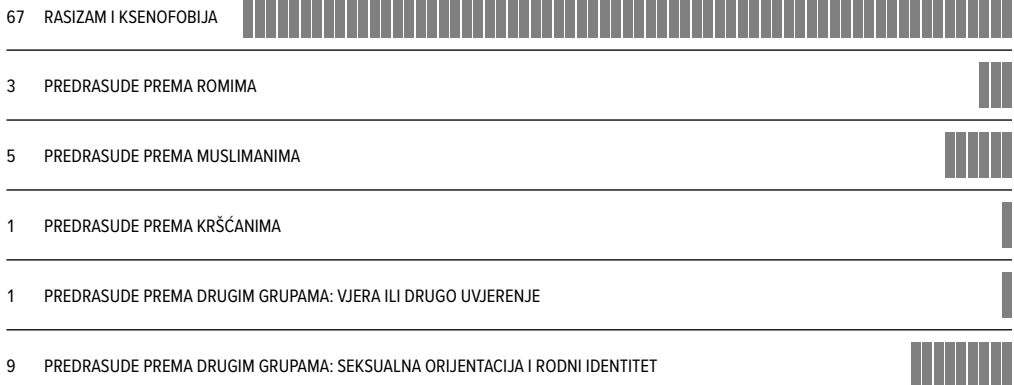 67 RASIZAM I KSENOFOBIJA
3 PREDRASUDE PREMA ROMIMA
5 PREDRASUDE PREMA MUSLIMANIMA
1 PREDRASUDE PREMA KRŠĆANIMA
1 PREDRASUDE PREMA DRUGIM GRUPAMA: VJERA ILI DRUGO UVJERENJE
9 PREDRASUDE PREMA DRUGIM GRUPAMA: SEKSUALNA ORIJENTACIJA I RODNI IDENTITET